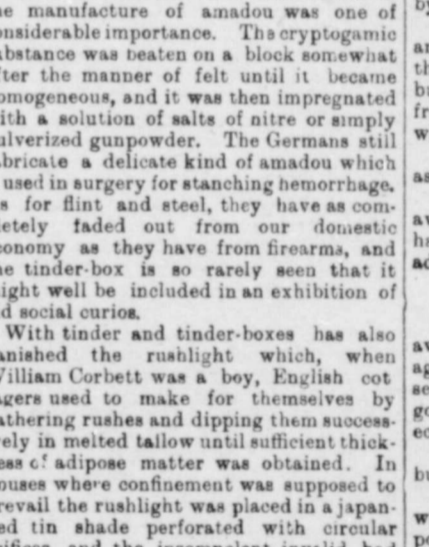 e manufacture of amadou was one of
onsiderable importance. The cryptogamic
ubstance was beaten on a block somewhat
fter the manner of felt until it became
omogeneous, and it was then impregnated
ith a solution of salts of nitre or simply
ulverized gunpowder. The Germans still
abricate a delicate kind of amadou which
used in surgery for stanching hemorrhage.
s for flint and steel, they have as com-
letely faded out from our domestic
conomy as they have from firearms, and
he tinder-box is so rarely seen that it
ight well be included in an exhibition of
d social curios.
With tinder and tinder-boxes has also
anished the rushlight which, when
Villiam Corbett was a boy, English cot
agers used to make for themselves by
athering rushes and dipping them success-
vely in melted tallow until sufficient thick-
ess of adipose matter was obtained. In
ouses where confinement was supposed to
revail the rushlight was placed in a japan-
ed tin shade perforated with circular